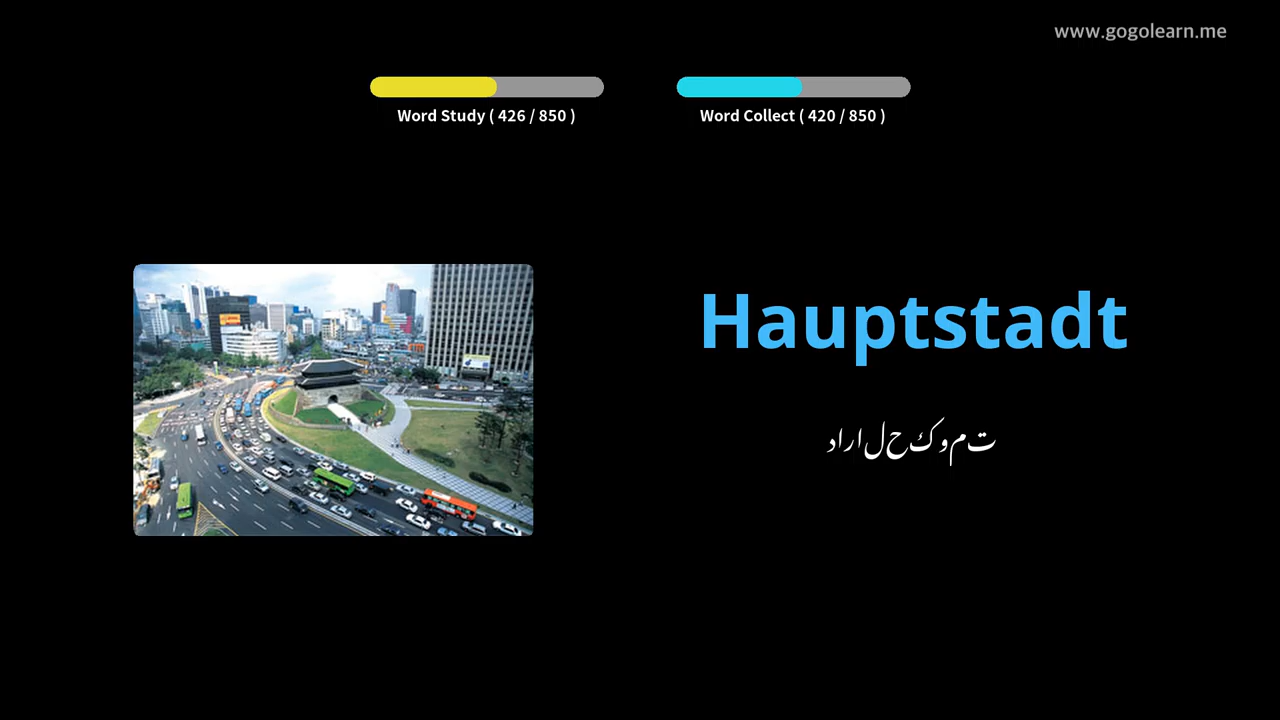 www.gogolearn.me
Word Study ( 426 / 850 )
Word Collect ( 420 / 850 )
Hauptstadt
دارالحکومت